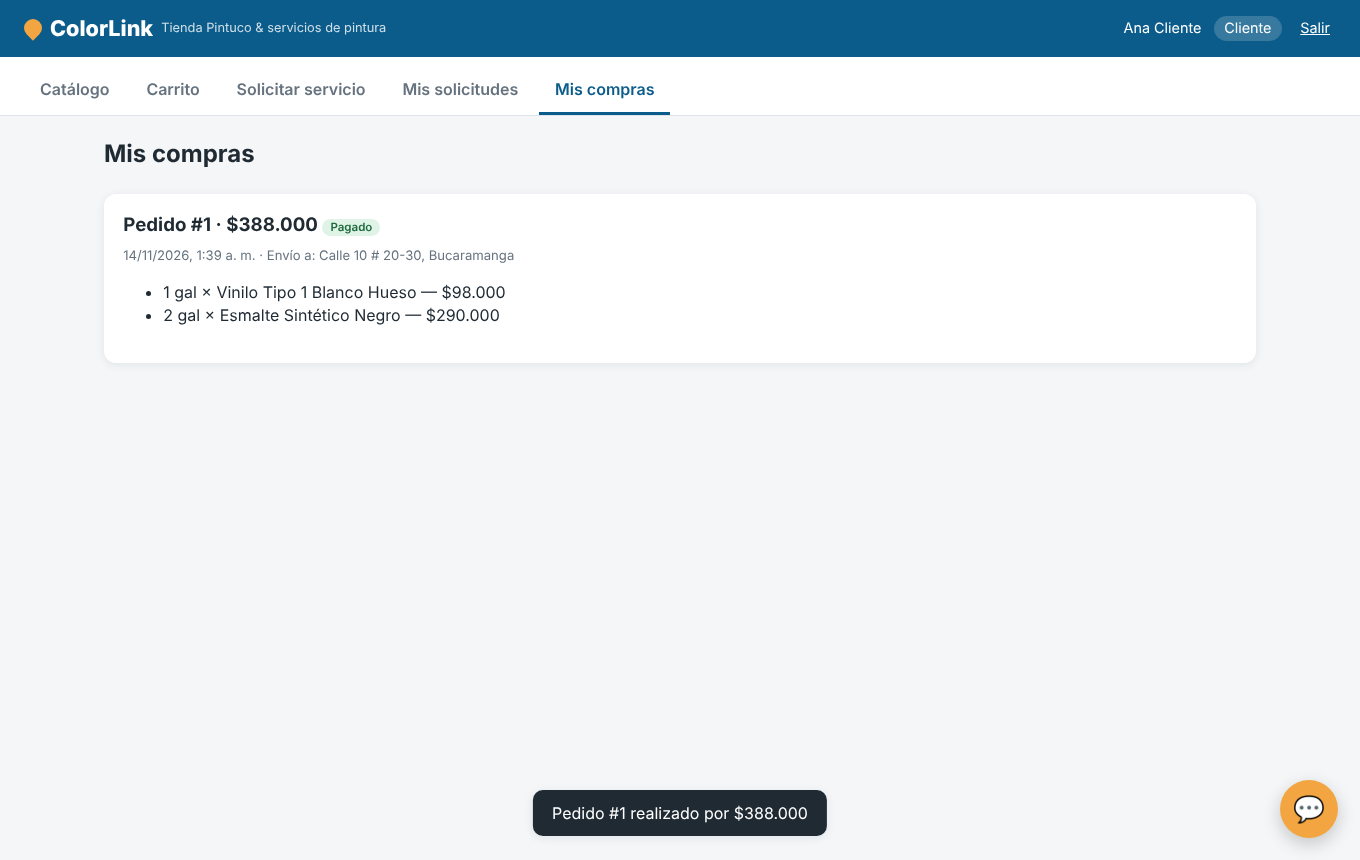 ColorLink Tienda Pintuco & servicios de pintura Ana Cliente Cliente Salir
Catálogo Carrito Solicitar servicio Mis solicitudes Mis compras
Mis compras
Pedido #1 · $388.000 Pagado
14/11/2026, 1:39 a. m. · Envío a: Calle 10 # 20-30, Bucaramanga
• 1 gal × Vinilo Tipo 1 Blanco Hueso — $98.000
• 2 gal × Esmalte Sintético Negro — $290.000
Pedido #1 realizado por $388.000